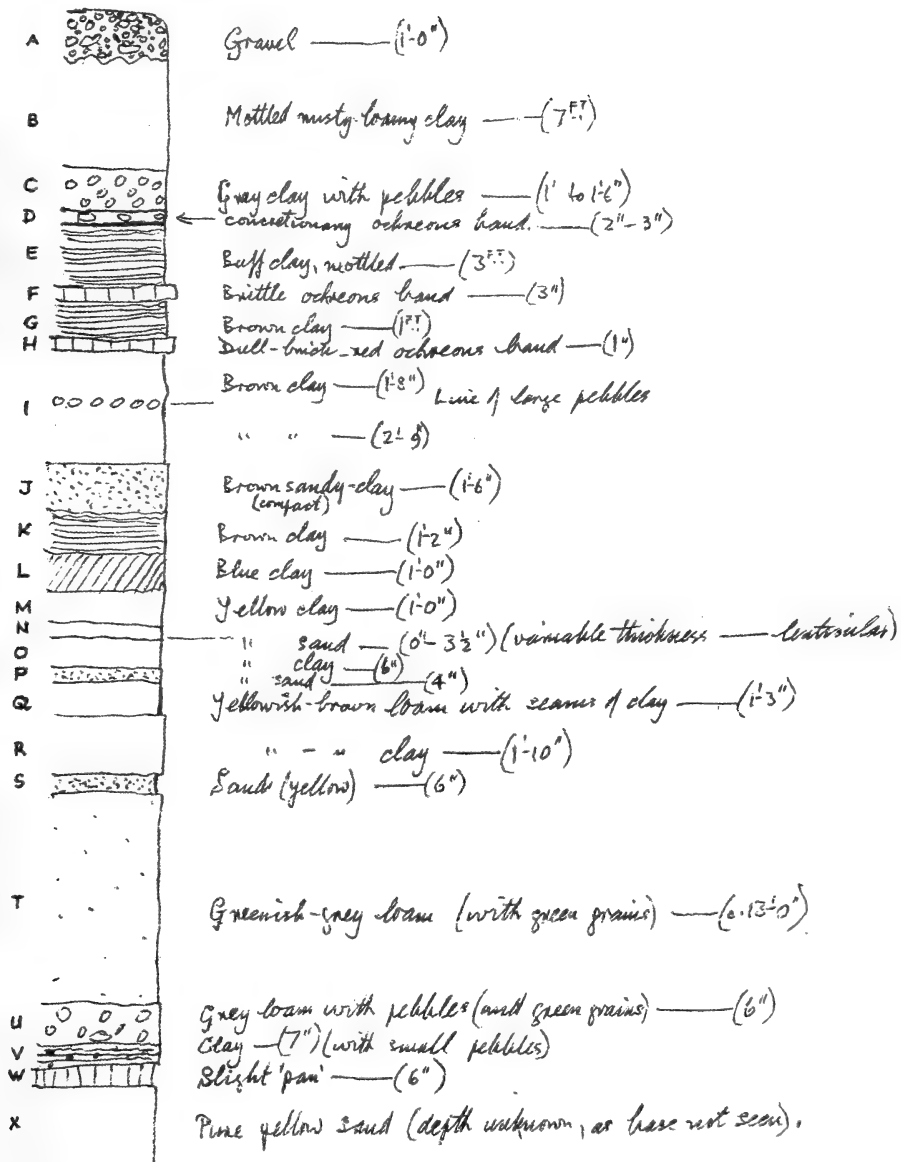 A Gravel — (1'-0")
B Mottled rusty-loamy clay — (7 FT)
C Grey clay with pebbles — (1' to 1'-6")
D concretionary ochreous band. — (2" - 3")
E Buff clay, mottled — (3 FT)
F Brittle ochreous band — (3")
G Brown clay — (1 FT)
H Dull-brick-red ochreous band — (1")
Brown clay — (1'-8")
I Line of large pebbles
" " — (2'-9")
J Brown sandy-clay — (1'-6")
(compact)
K Brown clay — (1'-2")
L Blue clay — (1'-0")
M Yellow clay — (1'-0")
N " sand — (0"- 3½") (variable thickness — lenticular)
O " clay — (6")
P " sand — (4")
Q Yellowish-brown loam with seams of clay — (1'-3")
R " - " clay — (1'-10")
S Sands (yellow) — (6")
T Greenish-grey loam (with green grains) — (c.13'-0")
U Grey loam with pebbles (and green grains) — (6")
V Clay — (7") (with small pebbles)
W Slight 'pan' — (6")
X Pure yellow sand (depth unknown, as base not seen).